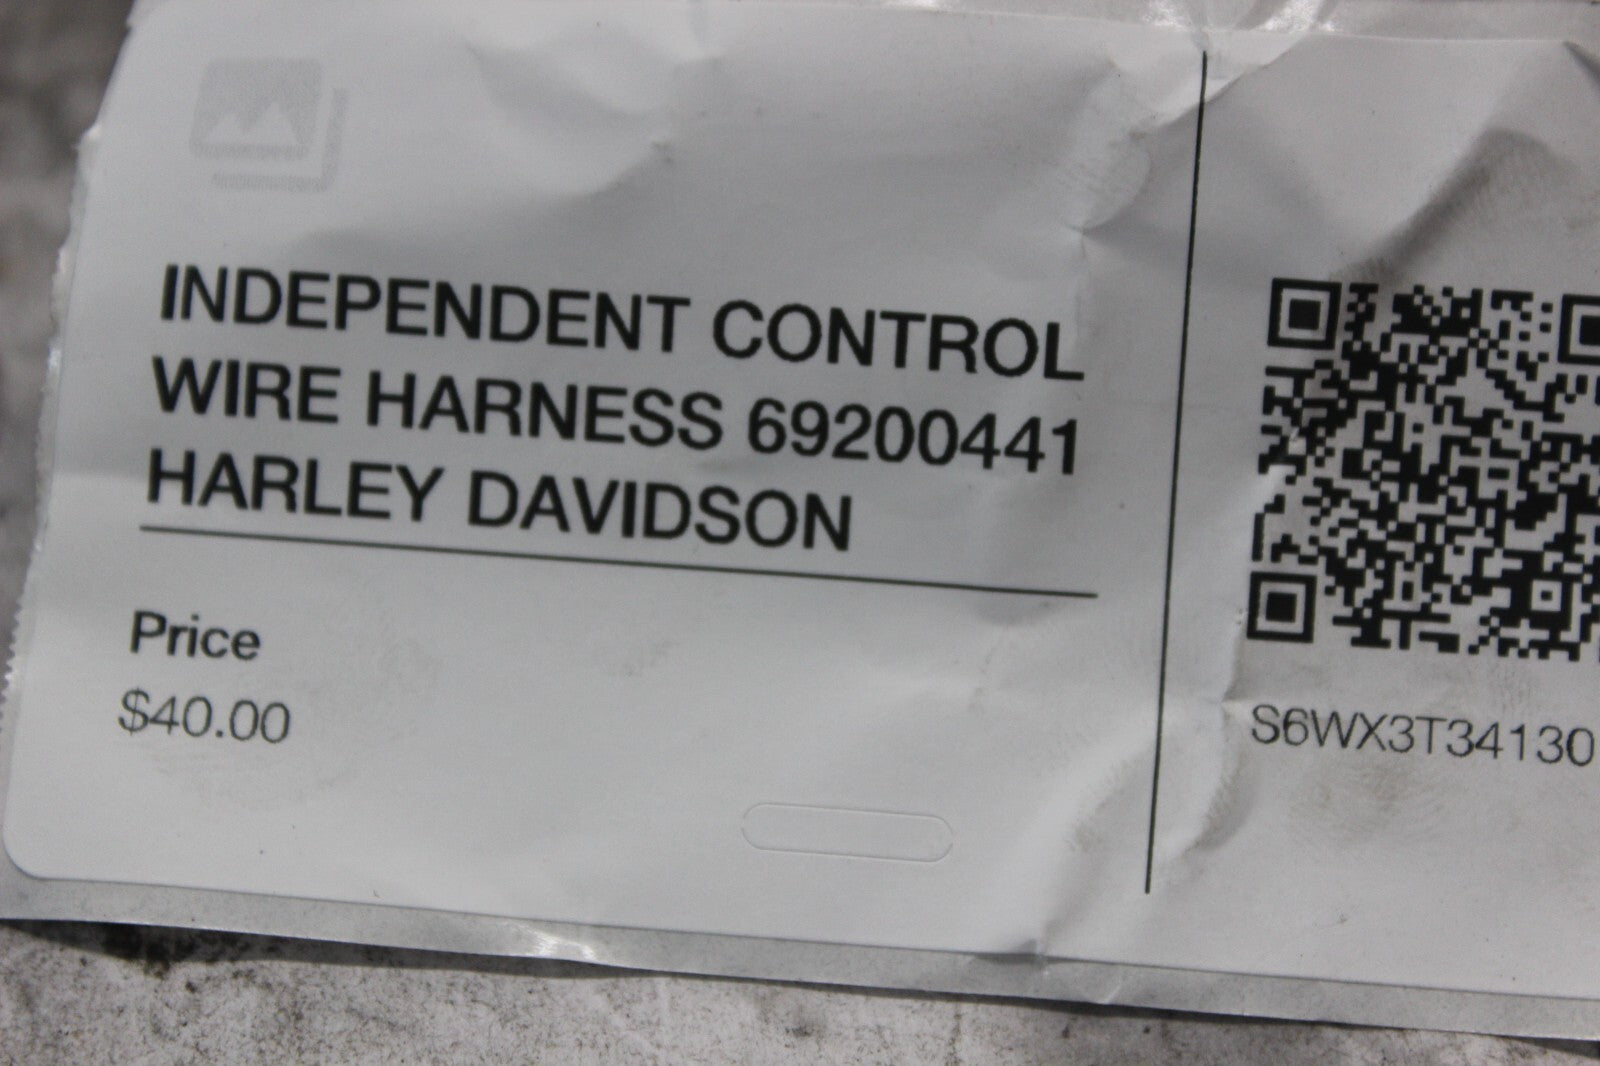 INDEPENDENT CONTROL
WIRE HARNESS 69200441
HARLEY DAVIDSON
Price
$40.00
S6WX3T34130